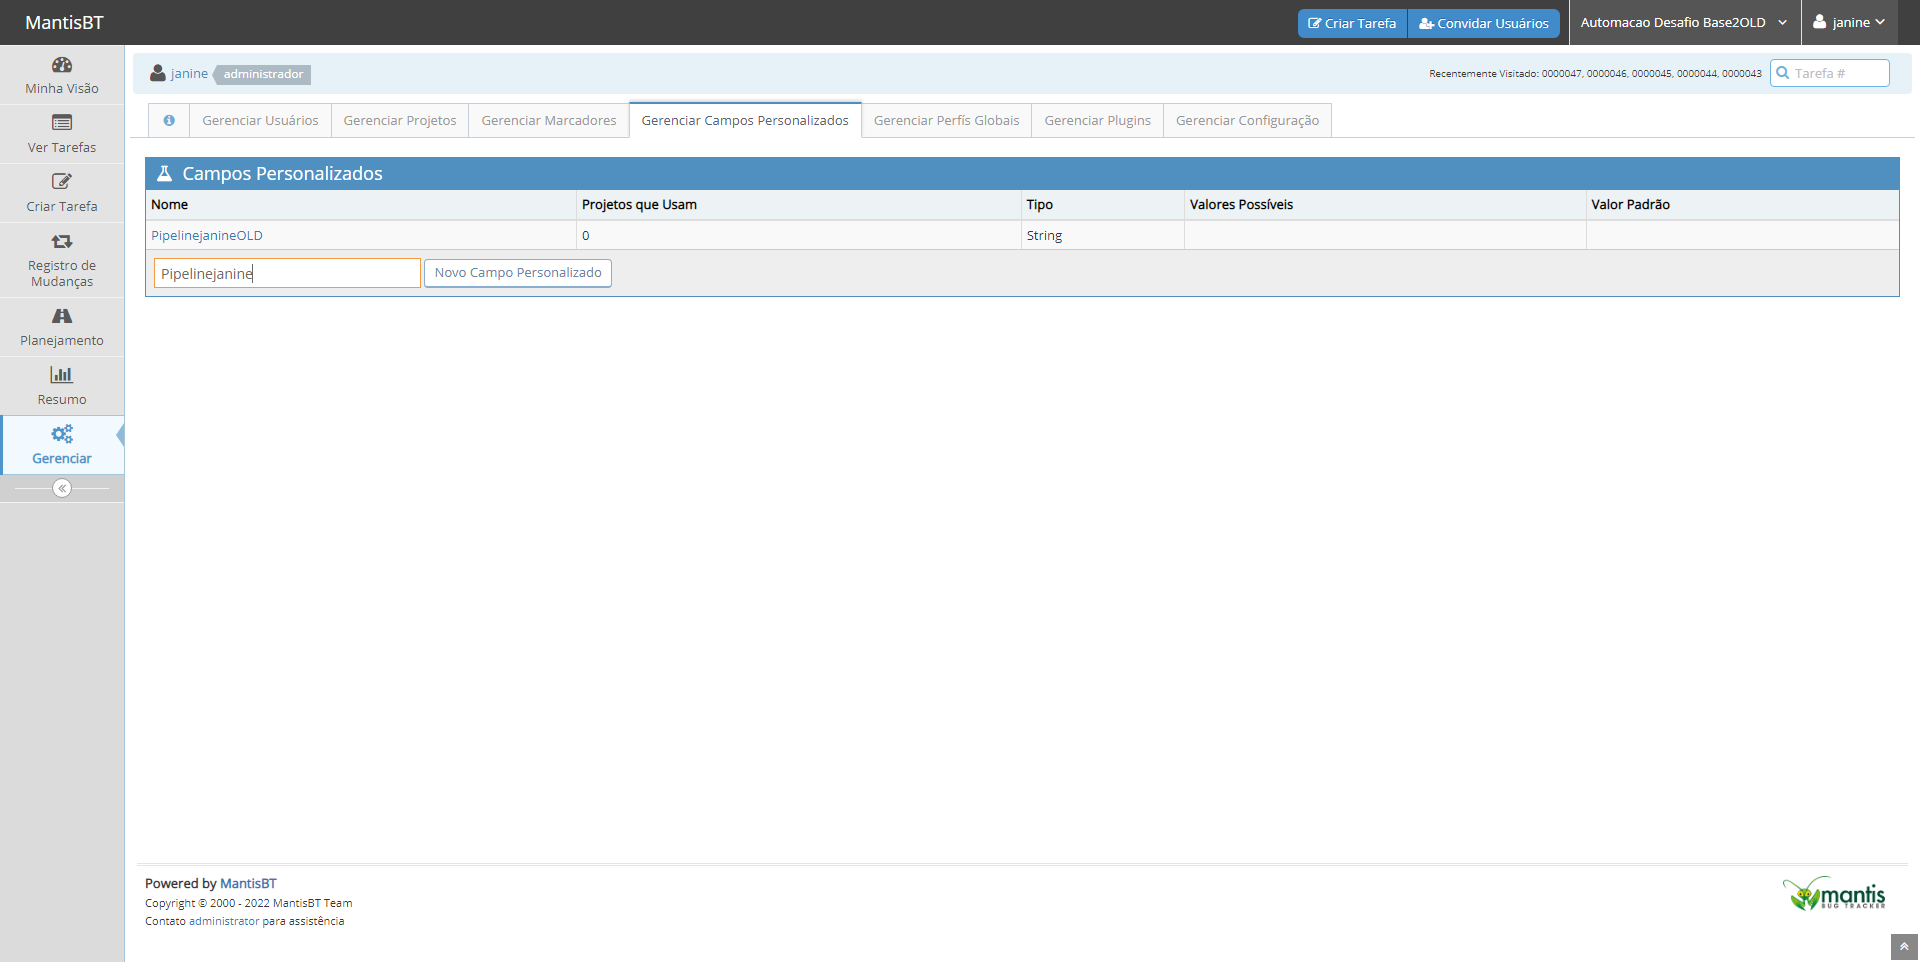 MantisBT
Criar Tarefa
Convidar Usuários
Automacao Desafio Base2OLD
janine
Minha Visão
Ver Tarefas
Criar Tarefa
Registro de
Mudanças
Planejamento
Resumo
Gerenciar
janine administrador
Recentemente Visitado: 0000047, 0000046, 0000045, 0000044, 0000043
Tarefa #
Gerenciar Usuários
Gerenciar Projetos
Gerenciar Marcadores
Gerenciar Campos Personalizados
Gerenciar Perfís Globais
Gerenciar Plugins
Gerenciar Configuração
Campos Personalizados
Nome Projetos que Usam Tipo Valores Possíveis Valor Padrão
PipelinejanineOLD 0 String
Pipelinejanine Novo Campo Personalizado
Powered by MantisBT
Copyright © 2000 - 2022 MantisBT Team
Contato administrator para assistência
mantis
BUG TRACKER